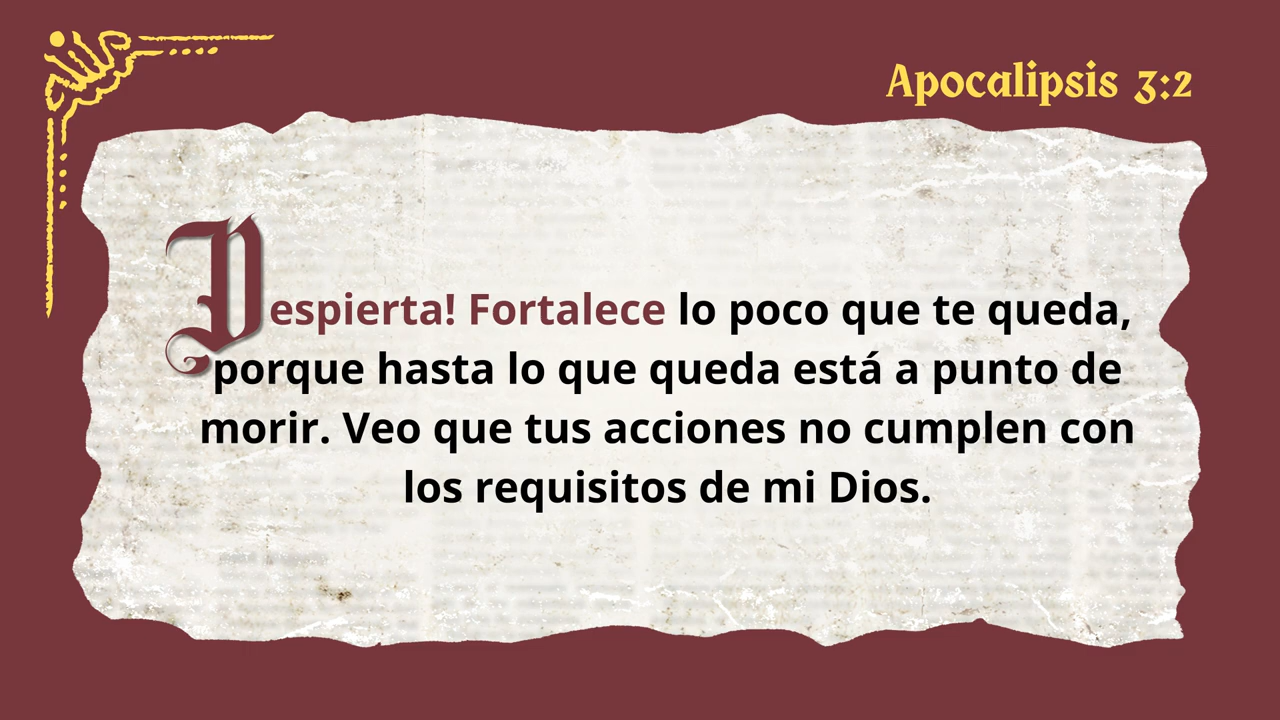 Apocalipsis 3:2
Despierta! Fortalece lo poco que te queda,
porque hasta lo que queda está a punto de
morir. Veo que tus acciones no cumplen con
los requisitos de mi Dios.